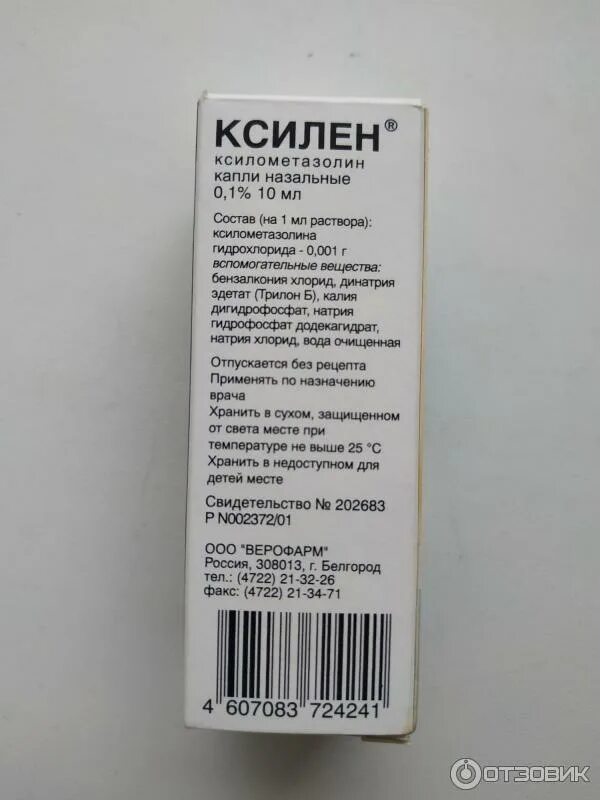 КСИЛЕН®
ксилометазолин
капли назальные
0,1% 10 мл
Состав (на 1 мл раствора):
ксилометазолина
гидрохлорида - 0,001 г
вспомогательные вещества:
бензалкония хлорид, динатрия
эдетат (Трилон Б), калия
дигидрофосфат, натрия
гидрофосфат додекагидрат,
натрия хлорид, вода очищенная
Отпускается без рецепта
Применять по назначению
врача
Хранить в сухом, защищенном
от света месте при
температуре не выше 25 °С
Хранить в недоступном для
детей месте
Свидетельство № 202683
Р N002372/01
ООО "ВЕРОФАРМ"
Россия, 308013, г. Белгород
тел.: (4722) 21-32-26
факс: (4722) 21-34-71
4 607083 724241
ОТЗОВИК